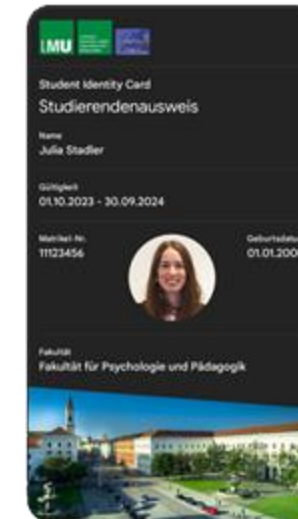 LMU
Student Identity Card
Studierendenausweis
Name
Julia Stadler
Gültigkeit
01.10.2023 - 30.09.2024
Matrikel-Nr.
11123456
Geburtsdatum
01.01.200
Fakultät
Fakultät für Psychologie und Pädagogik